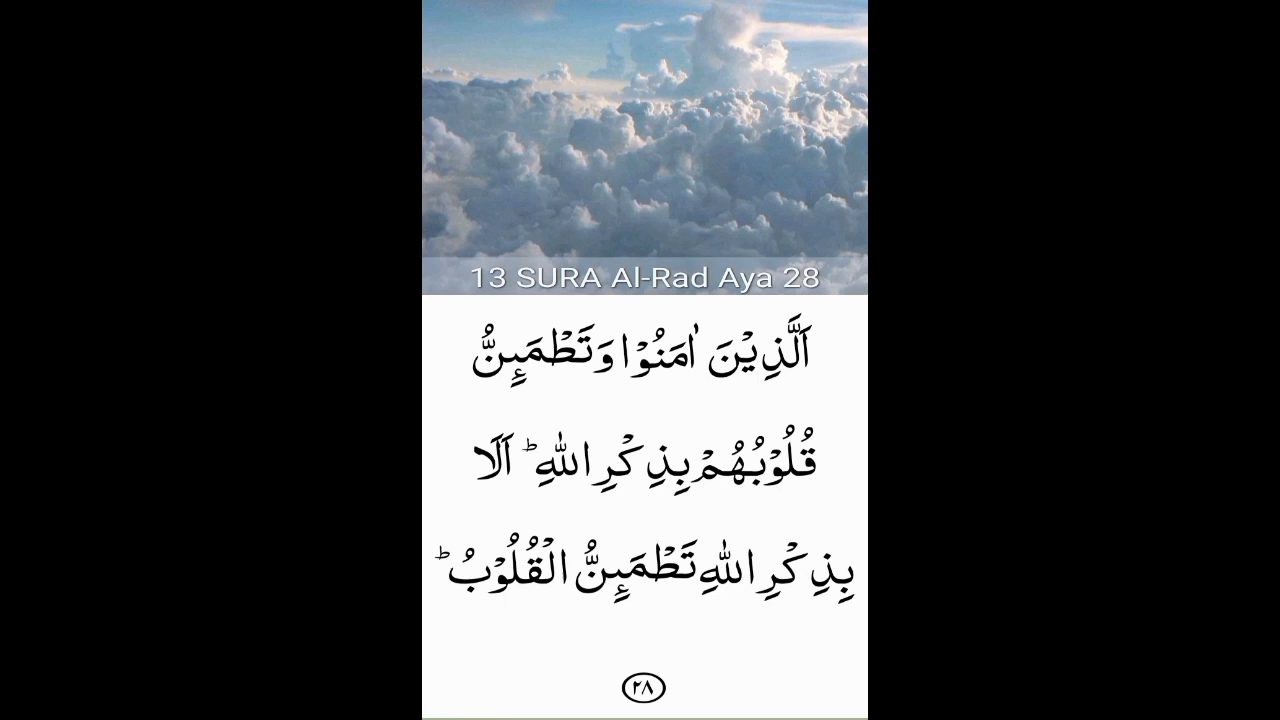 13 SURA Al-Rad Aya 28
اَلَّذِيْنَ اٰمَنُوْا وَتَطْمَىِٕنُّ
قُلُوْبُهُمْ بِذِكْرِ اللّٰهِ ؕ اَلَا
بِذِكْرِ اللّٰهِ تَطْمَىِٕنُّ الْقُلُوْبُ ؕ
٢٨